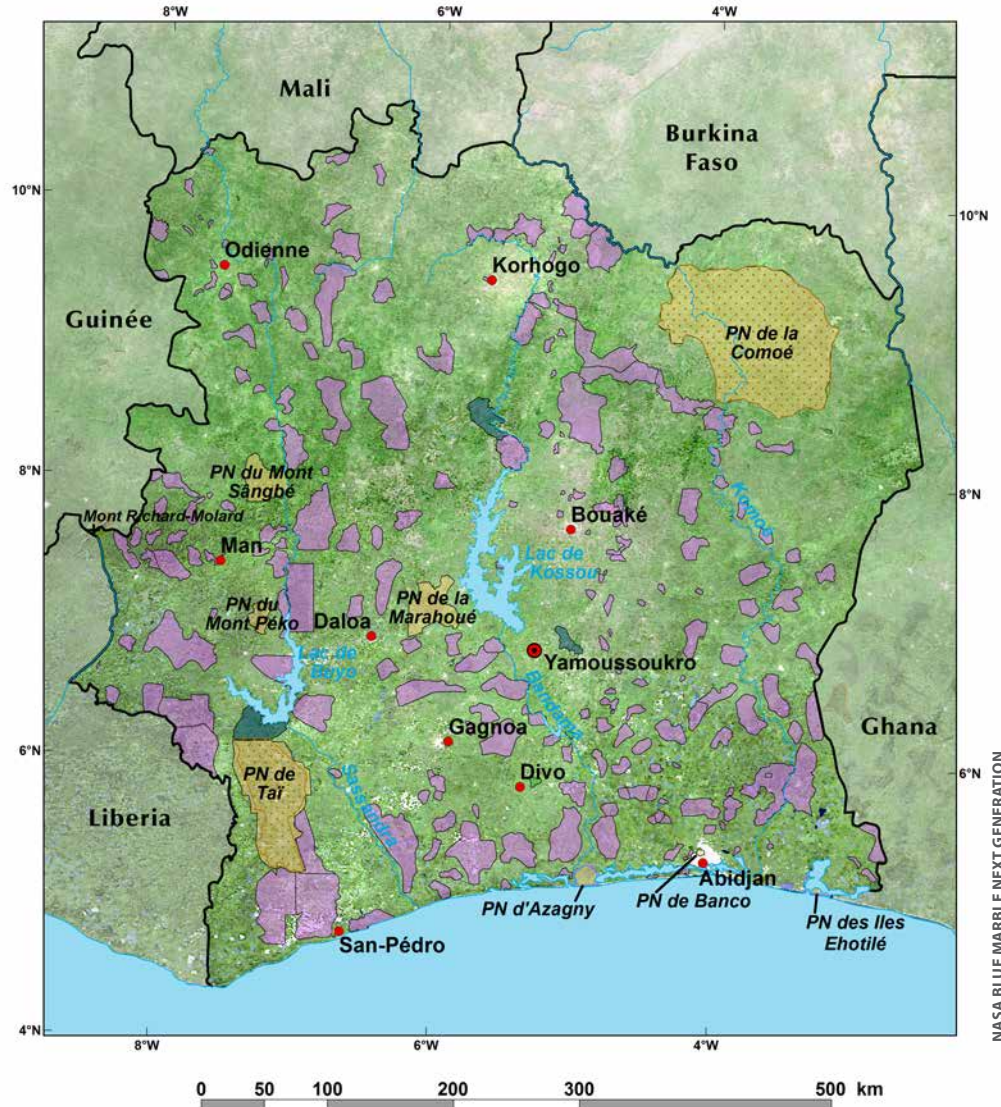 8°W
6°W
4°W
Mali
Burkina
Faso
10°N
10°N
Odienne
Korhogo
Guinée
PN de la
Comoé
8°N
8°N
PN du Mont
Sângbé
Mont Richard-Molard
Bouaké
Komoé
Man
Lac de
Kossou
PN du
Mont Péko
Daloa
PN de la
Marahoué
Lac de
Buyo
Yamoussoukro
Bandama
Gagnoa
Ghana
6°N
6°N
PN de
Taï
Divo
Sassandra
Liberia
Abidjan
PN d'Azagny
PN de Banco
PN des Iles
Ehotilé
San-Pédro
4°N
8°W
6°W
4°W
NASA BLUE MARBLE NEXT GENERATION
0 50 100 200 300 500 km